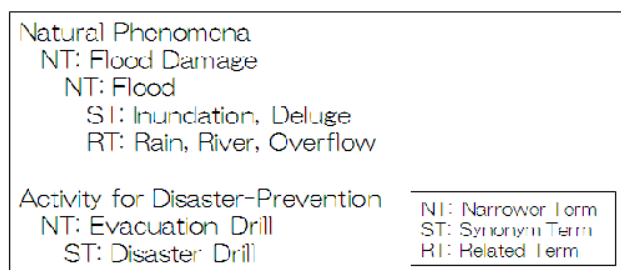 Natural Phenomena
NT: Flood Damage
NT: Flood
ST: Inundation, Deluge
RT: Rain, River, Overflow
Activity for Disaster-Prevention
NT: Evacuation Drill
ST: Disaster Drill
NT: Narrower Term
ST: Synonym Term
RT: Related Term